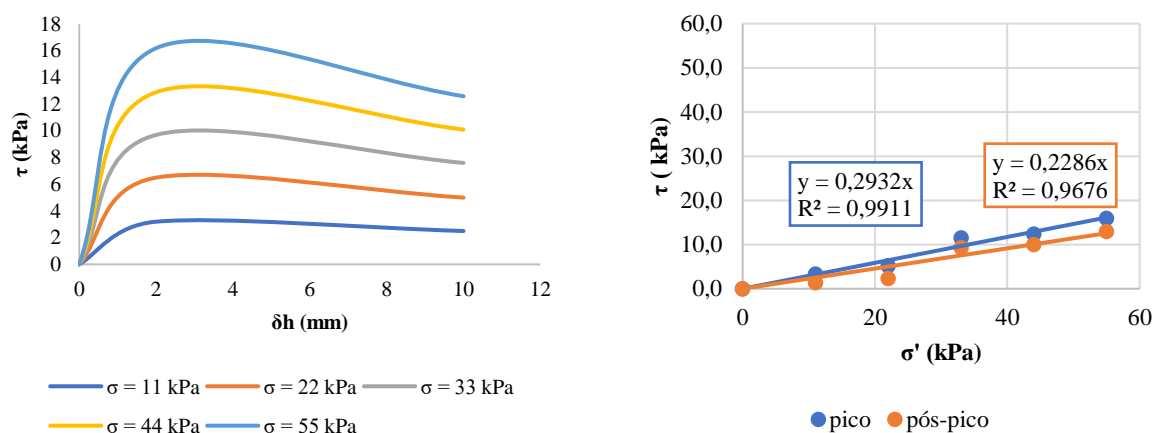 18
16
14
12
10
8
6
4
2
0
τ (kPa)
0 2 4 6 8 10 12
δh (mm)
σ = 11 kPa σ = 22 kPa σ = 33 kPa
σ = 44 kPa σ = 55 kPa
60,0
50,0
40,0
30,0
20,0
10,0
0,0
τ ( kPa)
y = 0,2932x
R² = 0,9911
y = 0,2286x
R² = 0,9676
0 20 40 60
σ' (kPa)
pico pós-pico